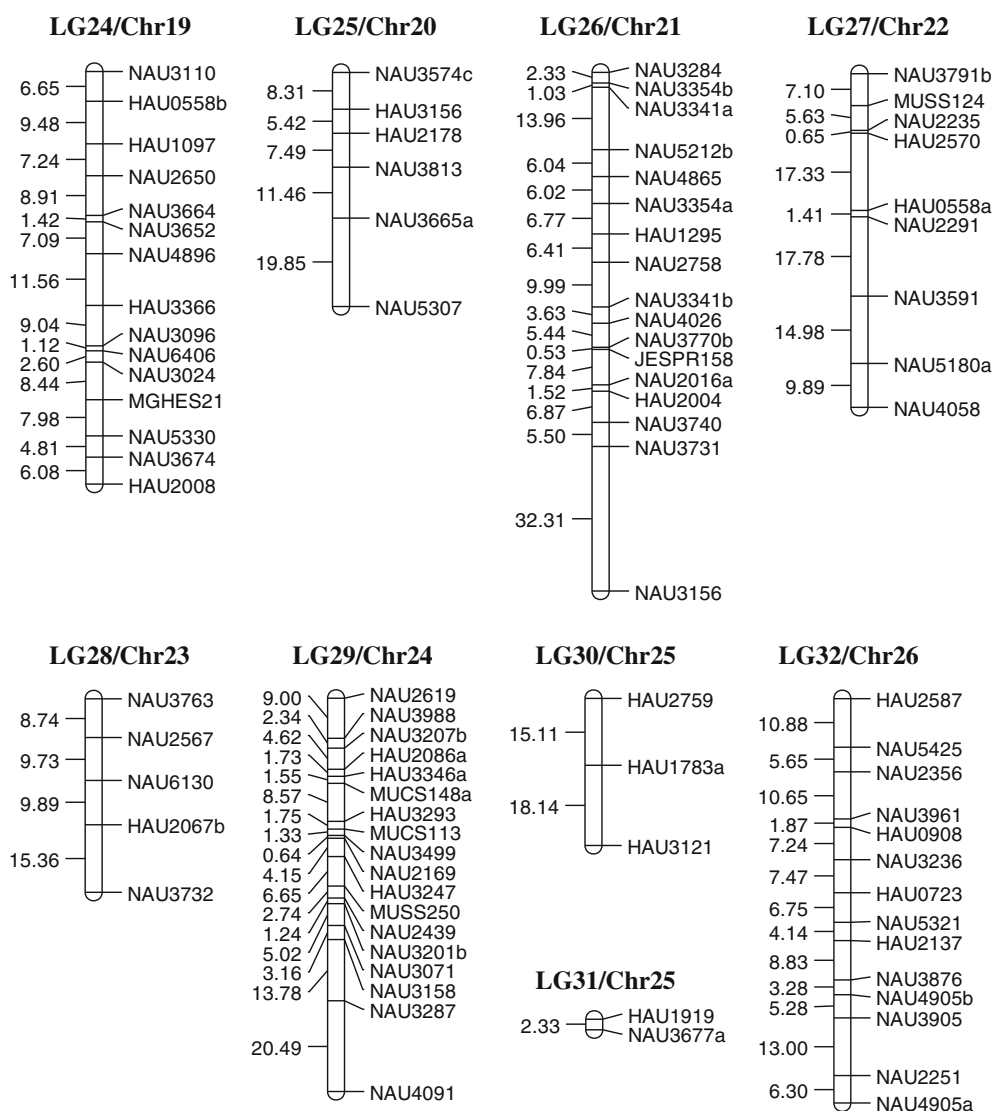 LG24/Chr19
6.65
9.48
7.24
8.91
1.42
7.09
11.56
9.04
1.12
2.60
8.44
7.98
4.81
6.08
NAU3110
HAU0558b
HAU1097
NAU2650
NAU3664
NAU3652
NAU4896
HAU3366
NAU3096
NAU6406
NAU3024
MGHES21
NAU5330
NAU3674
HAU2008
LG25/Chr20
8.31
5.42
7.49
11.46
19.85
NAU3574c
HAU3156
HAU2178
NAU3813
NAU3665a
NAU5307
LG26/Chr21
2.33
1.03
13.96
6.04
6.02
6.77
6.41
9.99
3.63
5.44
0.53
7.84
1.52
6.87
5.50
32.31
NAU3284
NAU3354b
NAU3341a
NAU5212b
NAU4865
NAU3354a
HAU1295
NAU2758
NAU3341b
NAU4026
NAU3770b
JESPR158
NAU2016a
HAU2004
NAU3740
NAU3731
NAU3156
LG27/Chr22
7.10
5.63
0.65
17.33
1.41
17.78
14.98
9.89
NAU3791b
MUSS124
NAU2235
HAU2570
HAU0558a
NAU2291
NAU3591
NAU5180a
NAU4058
LG28/Chr23
8.74
9.73
9.89
15.36
NAU3763
NAU2567
NAU6130
HAU2067b
NAU3732
LG29/Chr24
9.00
2.34
4.62
1.73
1.55
8.57
1.75
1.33
0.64
4.15
6.65
2.74
1.24
5.02
3.16
13.78
20.49
NAU2619
NAU3988
NAU3207b
HAU2086a
HAU3346a
MUCS148a
HAU3293
MUCS113
NAU3499
NAU2169
HAU3247
MUSS250
NAU2439
NAU3201b
NAU3071
NAU3158
NAU3287
NAU4091
LG30/Chr25
15.11
18.14
HAU2759
HAU1783a
HAU3121
LG31/Chr25
2.33
HAU1919
NAU3677a
LG32/Chr26
10.88
5.65
10.65
1.87
7.24
7.47
6.75
4.14
8.83
3.28
5.28
13.00
6.30
HAU2587
NAU5425
NAU2356
NAU3961
HAU0908
NAU3236
HAU0723
NAU5321
HAU2137
NAU3876
NAU4905b
NAU3905
NAU2251
NAU4905a